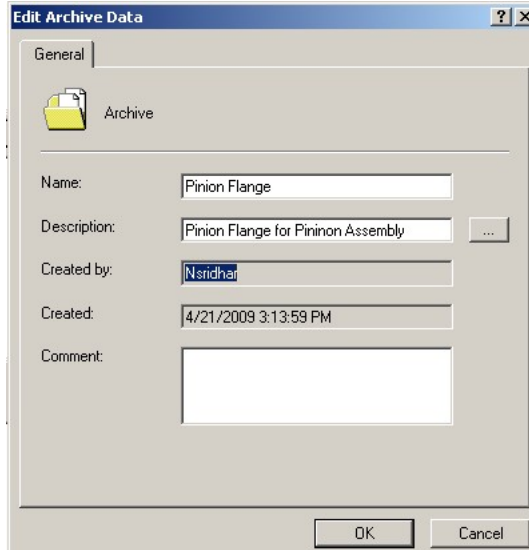 Edit Archive Data
General
Archive
Name: Pinion Flange
Description: Pinion Flange for Pininon Assembly ...
Created by: Nsridhar
Created: 4/21/2009 3:13:59 PM
Comment:
OK Cancel